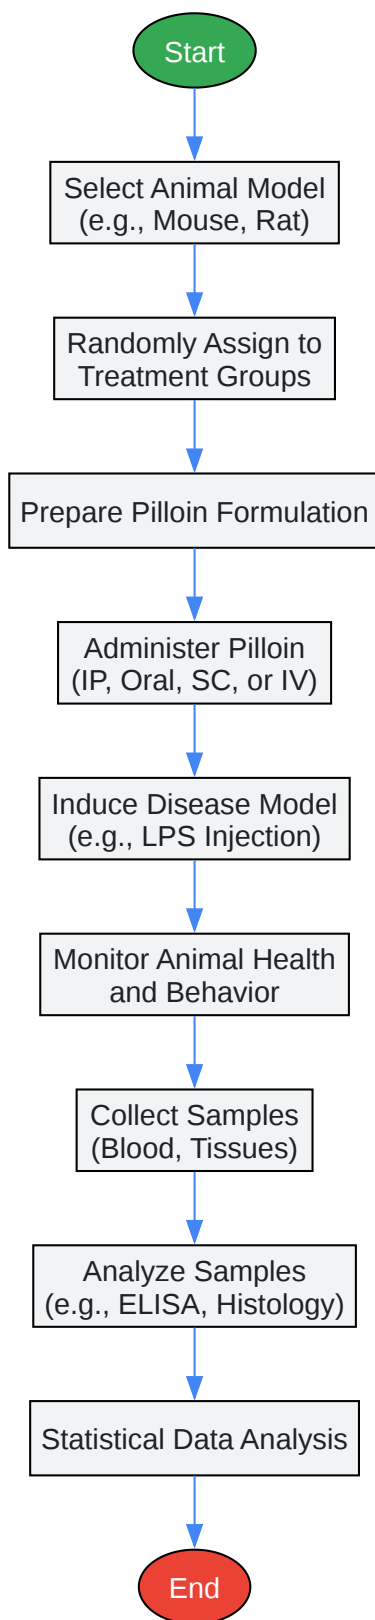 Start
Select Animal Model
(e.g., Mouse, Rat)
Randomly Assign to
Treatment Groups
Prepare Pilloin Formulation
Administer Pilloin
(IP, Oral, SC, or IV)
Induce Disease Model
(e.g., LPS Injection)
Monitor Animal Health
and Behavior
Collect Samples
(Blood, Tissues)
Analyze Samples
(e.g., ELISA, Histology)
Statistical Data Analysis
End